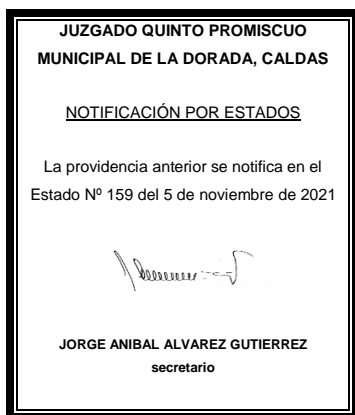 JUZGADO QUINTO PROMISCUO
MUNICIPAL DE LA DORADA, CALDAS
NOTIFICACIÓN POR ESTADOS
La providencia anterior se notifica en el
Estado Nº 159 del 5 de noviembre de 2021
JORGE ANIBAL ALVAREZ GUTIERREZ
secretario